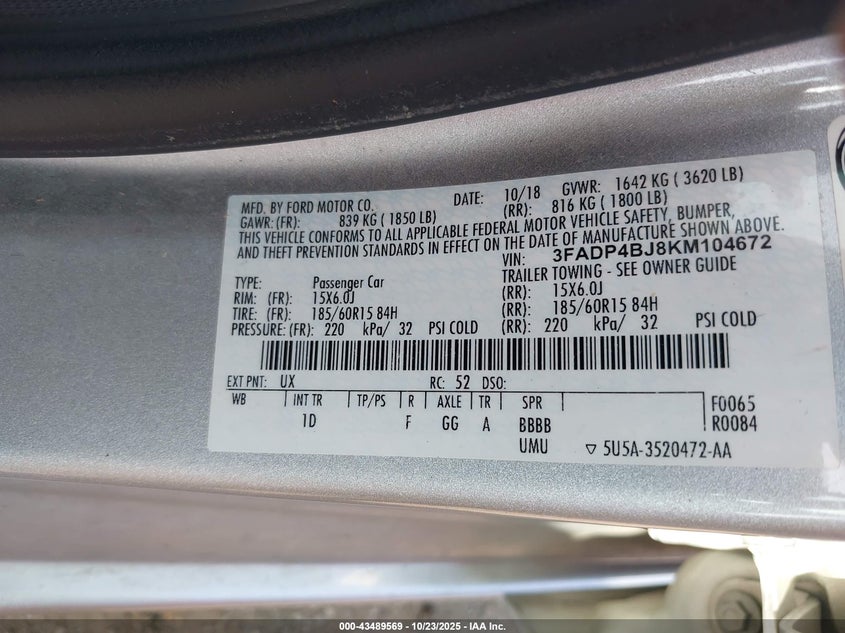 MFD. BY FORD MOTOR CO. DATE: 10/18 GVWR: 1642 KG ( 3620 LB)
GAWR: (FR): 839 KG ( 1850 LB) (RR): 816 KG ( 1800 LB)
THIS VEHICLE CONFORMS TO ALL APPLICABLE FEDERAL MOTOR VEHICLE SAFETY, BUMPER,
AND THEFT PREVENTION STANDARDS IN EFFECT ON THE DATE OF MANUFACTURE SHOWN ABOVE.
VIN: 3FADP4BJ8KM104672
TYPE: Passenger Car TRAILER TOWING - SEE OWNER GUIDE
RIM: (FR): 15X6.0J (RR): 15X6.0J
TIRE: (FR): 185/60R15 84H (RR): 185/60R15 84H
PRESSURE: (FR): 220 kPa/ 32 PSI COLD (RR): 220 kPa/ 32 PSI COLD
EXT PNT: UX RC: 52 DSO:
WB INT TR TP/PS R AXLE TR SPR F0065
1D F GG A BBBB R0084
UMU ▽ 5U5A-3520472-AA
000-43489569 - 10/23/2025 - IAA Inc.